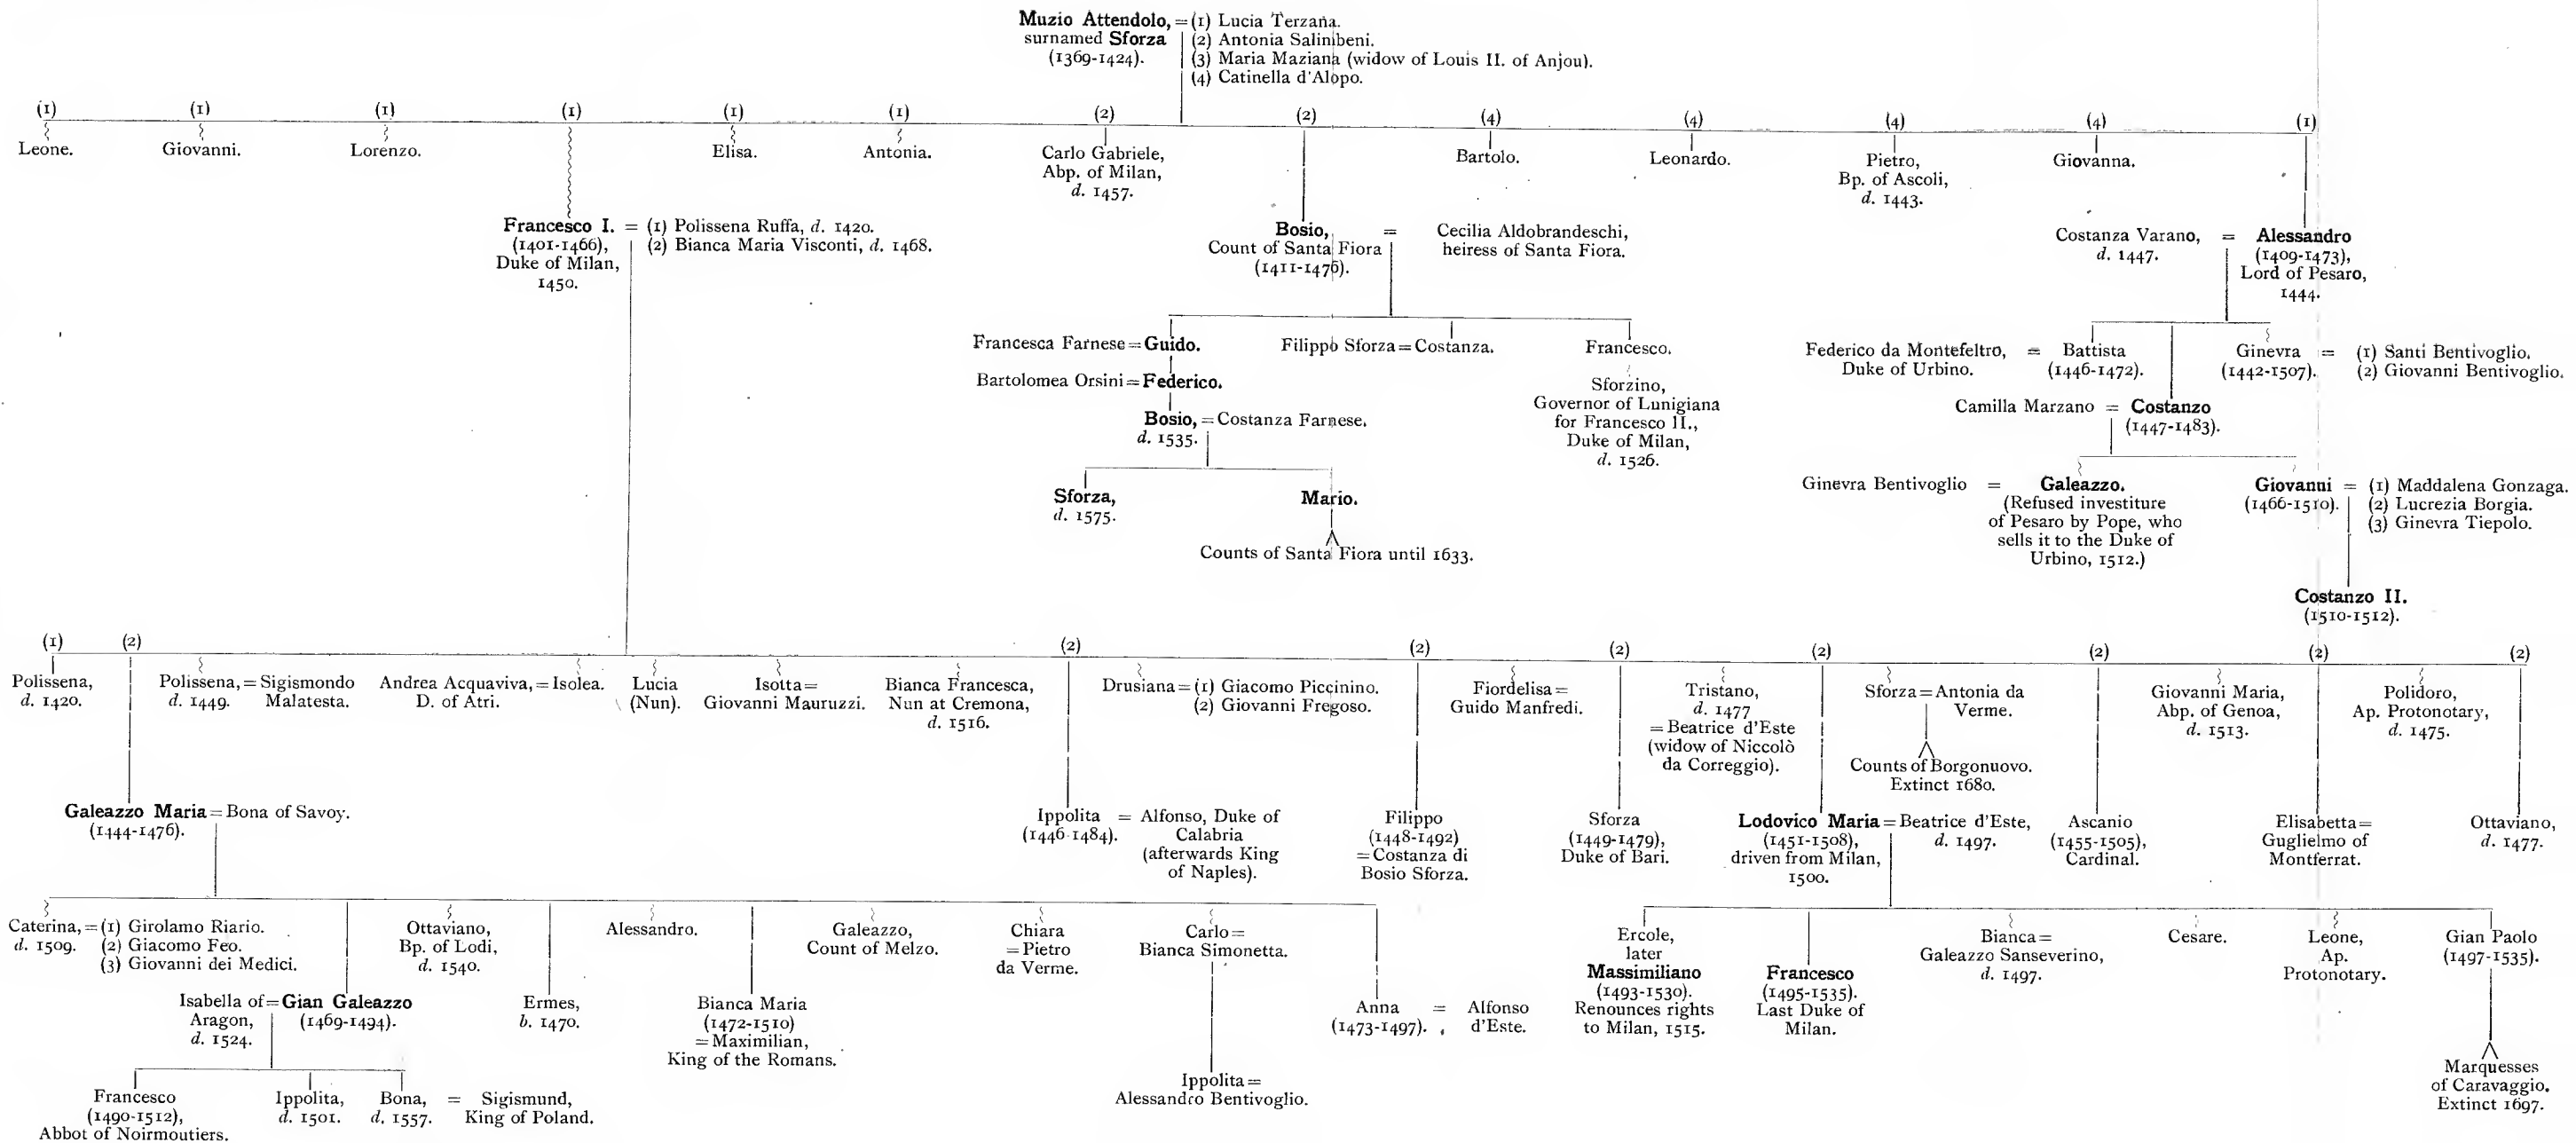 Muzio Attendolo, = (1) Lucia Terzana.
surnamed Sforza (2) Antonia Salimbeni.
(1369-1424). (3) Maria Maziana (widow of Louis II. of Anjou).
(4) Catinella d'Alopo.
(1) (1) (1) (1) (1) (1) (2) (2) (4) (4) (4) (4) (1)
Leone. Giovanni. Lorenzo. Elisa. Antonia.
Carlo Gabriele,
Abp. of Milan,
d. 1457.
Bartolo. Leonardo.
Pietro,
Bp. of Ascoli,
d. 1443.
Giovanna.
Francesco I. = (1) Polissena Ruffa, d. 1420.
(1401-1466), (2) Bianca Maria Visconti, d. 1468.
Duke of Milan,
1450.
Bosio, = Cecilia Aldobrandeschi,
Count of Santa Fiora heiress of Santa Fiora.
(1411-1476).
Costanza Varano, = Alessandro
d. 1447. (1409-1473),
Lord of Pesaro,
1444.
Francesca Farnese = Guido.
Filippo Sforza = Costanza.
Francesco.
Bartolomea Orsini = Federico.
Sforzino,
Governor of Lunigiana
for Francesco II.,
Duke of Milan,
d. 1526.
Bosio, = Costanza Farnese.
d. 1535.
Sforza,
d. 1575.
Mario.
Counts of Santa Fiora until 1633.
Federico da Montefeltro, = Battista
Duke of Urbino. (1446-1472).
Ginevra = (1) Santi Bentivoglio.
(1442-1507). (2) Giovanni Bentivoglio.
Camilla Marzano = Costanzo
(1447-1483).
Ginevra Bentivoglio = Galeazzo.
(Refused investiture
of Pesaro by Pope, who
sells it to the Duke of
Urbino, 1512.)
Giovanni = (1) Maddalena Gonzaga.
(1466-1510). (2) Lucrezia Borgia.
(3) Ginevra Tiepolo.
Costanzo II.
(1510-1512).
(1) (2) (2) (2) (2) (2) (2) (2) (2)
Polissena,
d. 1420.
Polissena, = Sigismondo
d. 1449. Malatesta.
Andrea Acquaviva, = Isolea.
D. of Atri.
Lucia
(Nun).
Isotta =
Giovanni Mauruzzi.
Bianca Francesca,
Nun at Cremona,
d. 1516.
Drusiana = (1) Giacomo Piccinino.
(2) Giovanni Fregoso.
Fiordelisa =
Guido Manfredi.
Tristano,
d. 1477
= Beatrice d'Este
(widow of Niccolò
da Correggio).
Sforza = Antonia da
Verme.
Counts of Borgonuovo.
Extinct 1680.
Giovanni Maria,
Abp. of Genoa,
d. 1513.
Polidoro,
Ap. Protonotary,
d. 1475.
Galeazzo Maria = Bona of Savoy.
(1444-1476).
Ippolita = Alfonso, Duke of
(1446-1484). Calabria
(afterwards King
of Naples).
Filippo
(1448-1492)
= Costanza di
Bosio Sforza.
Sforza
(1449-1479),
Duke of Bari.
Lodovico Maria = Beatrice d'Este,
(1451-1508), d. 1497.
driven from Milan,
1500.
Ascanio
(1455-1505),
Cardinal.
Elisabetta =
Guglielmo of
Montferrat.
Ottaviano,
d. 1477.
Caterina, = (1) Girolamo Riario.
d. 1509. (2) Giacomo Feo.
(3) Giovanni dei Medici.
Ottaviano,
Bp. of Lodi,
d. 1540.
Alessandro.
Galeazzo,
Count of Melzo.
Chiara
= Pietro
da Verme.
Carlo =
Bianca Simonetta.
Isabella of = Gian Galeazzo
Aragon, (1469-1494).
d. 1524.
Ermes,
b. 1470.
Bianca Maria
(1472-1510)
= Maximilian,
King of the Romans.
Anna = Alfonso
(1473-1497). d'Este.
Ippolita =
Alessandro Bentivoglio.
Francesco
(1490-1512),
Abbot of Noirmoutiers.
Ippolita,
d. 1501.
Bona, = Sigismund,
d. 1557. King of Poland.
Ercole,
later
Massimiliano
(1493-1530).
Renounces rights
to Milan, 1515.
Francesco
(1495-1535).
Last Duke of
Milan.
Bianca =
Galeazzo Sanseverino,
d. 1497.
Cesare.
Leone,
Ap.
Protonotary.
Gian Paolo
(1497-1535).
Marquesses
of Caravaggio.
Extinct 1697.